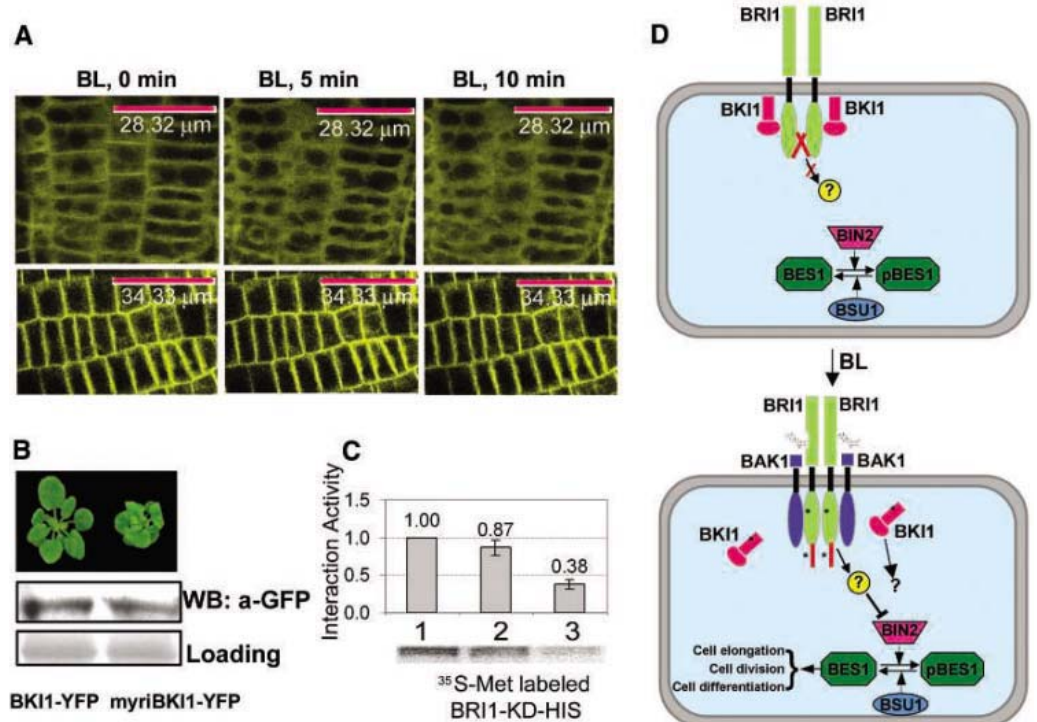 A
BL, 0 min
BL, 5 min
BL, 10 min
28.32 µm
28.32 µm
28.32 µm
34.33 µm
34.33 µm
34.33 µm
B
WB: a-GFP
Loading
BKI1-YFP myriBKI1-YFP
C
Interaction Activity
1.5
1.0
0.5
0.0
1.00
0.87
0.38
1 2 3
35S-Met labeled
BRI1-KD-HIS
D
BRI1 BRI1
BKI1 BKI1
?
BIN2
BES1 pBES1
BSU1
BL
BRI1 BRI1
BAK1 BAK1
BKI1 BKI1
? ?
BIN2
Cell elongation
Cell division
Cell differentiation
BES1 pBES1
BSU1